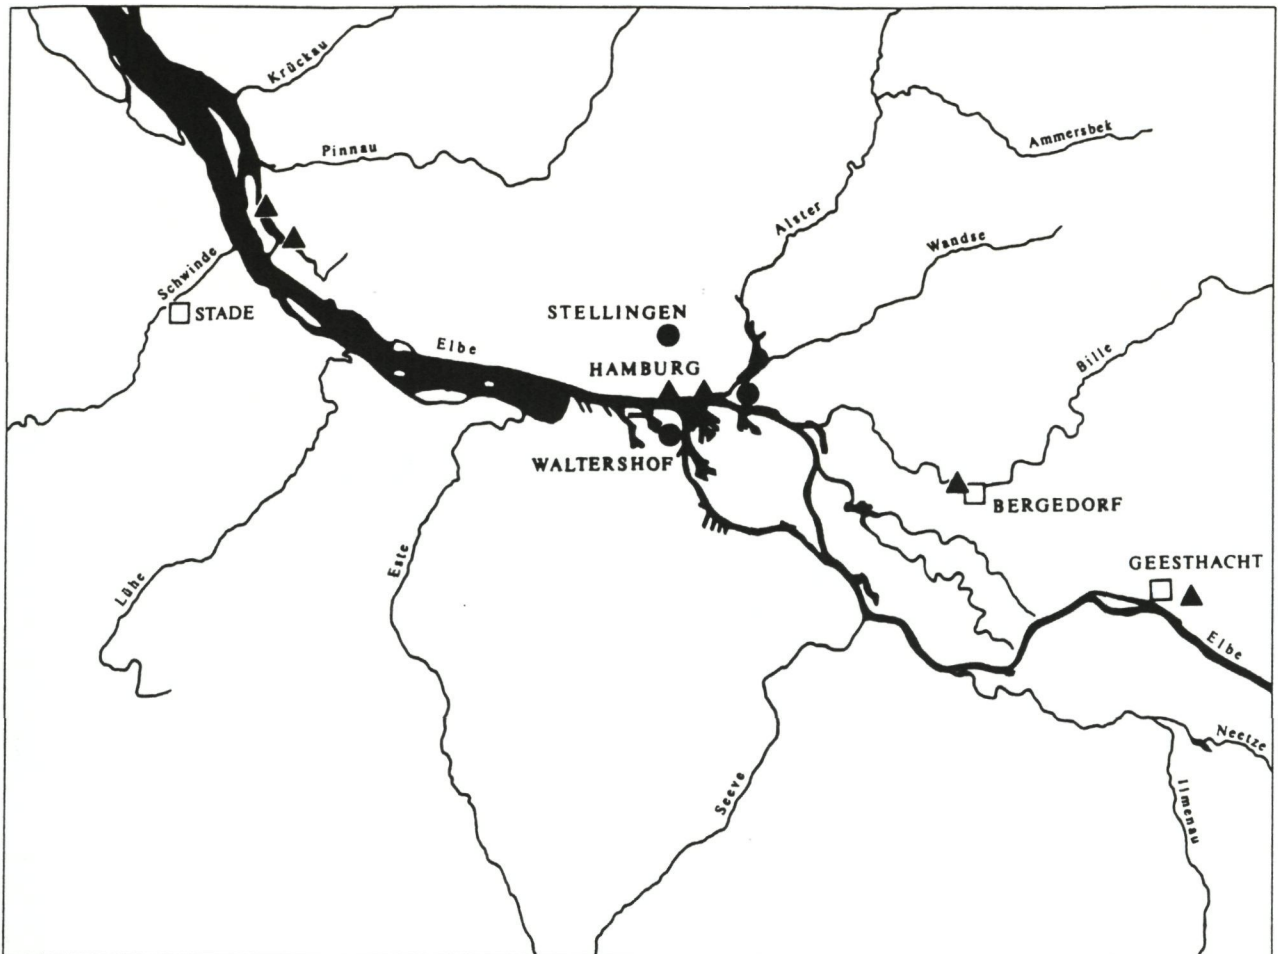 Krückau
Pinnau
Ammersbek
Alster
Wandse
Schwinde
STADE
STELLINGEN
Elbe
HAMBURG
Bille
WALTERSHOF
BERGEDORF
Este
GEESTHACHT
Lühe
Elbe
Neetze
Seeve
Ilmenau